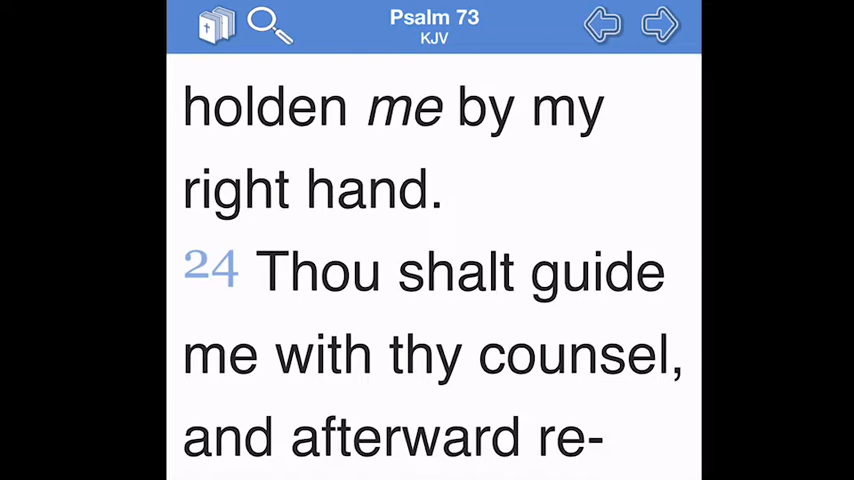 Psalm 73
KJV
holden me by my
right hand.
24 Thou shalt guide
me with thy counsel,
and afterward re-